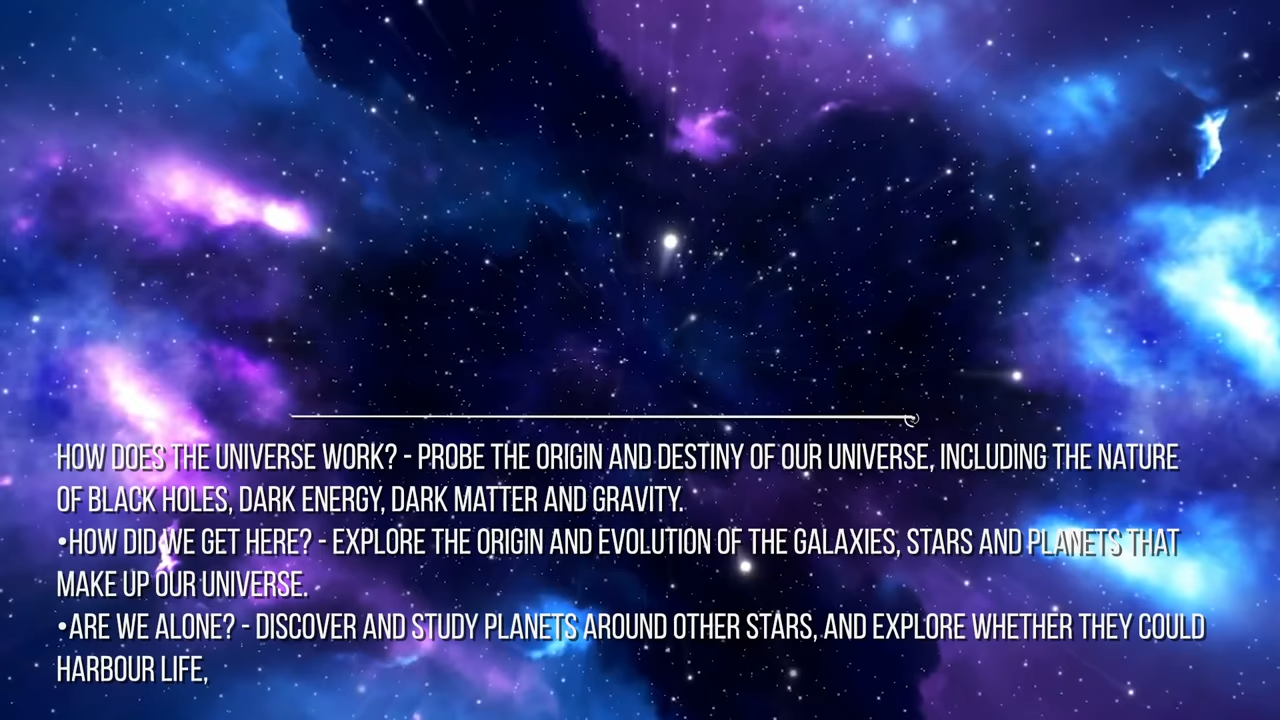 HOW DOES THE UNIVERSE WORK? - PROBE THE ORIGIN AND DESTINY OF OUR UNIVERSE, INCLUDING THE NATURE
OF BLACK HOLES, DARK ENERGY, DARK MATTER AND GRAVITY.
•HOW DID WE GET HERE? - EXPLORE THE ORIGIN AND EVOLUTION OF THE GALAXIES, STARS AND PLANETS THAT
MAKE UP OUR UNIVERSE.
•ARE WE ALONE? - DISCOVER AND STUDY PLANETS AROUND OTHER STARS, AND EXPLORE WHETHER THEY COULD
HARBOUR LIFE,